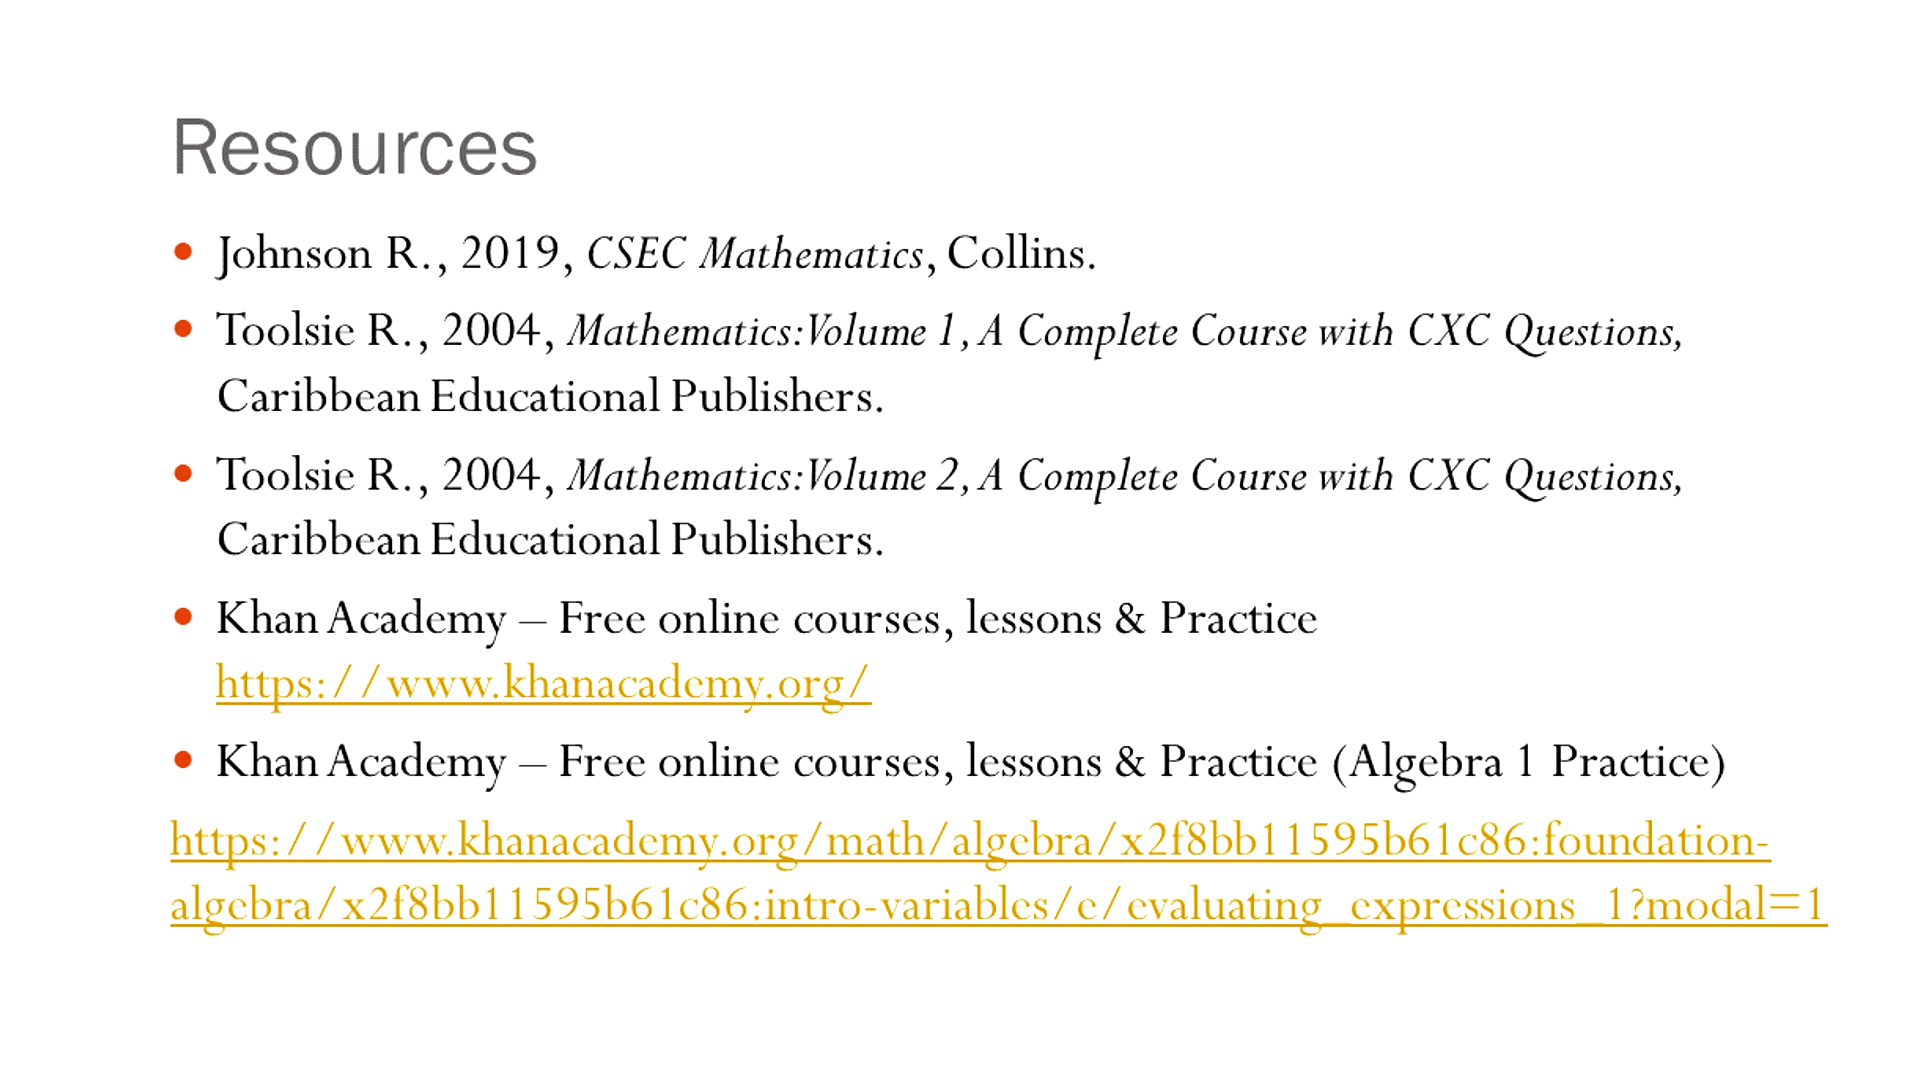 Resources
• Johnson R., 2019, CSEC Mathematics, Collins.
• Toolsie R., 2004, Mathematics: Volume 1, A Complete Course with CXC Questions,
Caribbean Educational Publishers.
• Toolsie R., 2004, Mathematics: Volume 2, A Complete Course with CXC Questions,
Caribbean Educational Publishers.
• Khan Academy – Free online courses, lessons & Practice
https://www.khanacademy.org/
• Khan Academy – Free online courses, lessons & Practice (Algebra 1 Practice)
https://www.khanacademy.org/math/algebra/x2f8bb11595b61c86:foundation-
algebra/x2f8bb11595b61c86:intro-variables/e/evaluating_expressions_1?modal=1